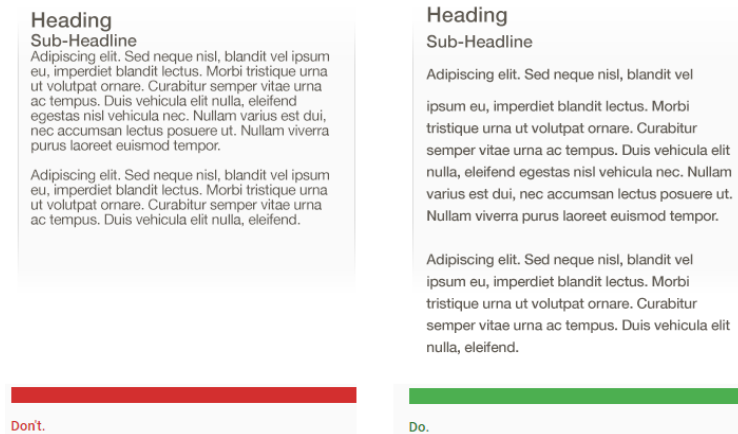 Heading
Sub-Headline
Adipiscing elit. Sed neque nisl, blandit vel ipsum
eu, imperdiet blandit lectus. Morbi tristique urna
ut volutpat ornare. Curabitur semper vitae urna
ac tempus. Duis vehicula elit nulla, eleifend
egestas nisl vehicula nec. Nullam varius est dui,
nec accumsan lectus posuere ut. Nullam viverra
purus laoreet euismod tempor.
Adipiscing elit. Sed neque nisl, blandit vel ipsum
eu, imperdiet blandit lectus. Morbi tristique urna
ut volutpat ornare. Curabitur semper vitae urna
ac tempus. Duis vehicula elit nulla, eleifend.
Don't.
Heading
Sub-Headline
Adipiscing elit. Sed neque nisl, blandit vel
ipsum eu, imperdiet blandit lectus. Morbi
tristique urna ut volutpat ornare. Curabitur
semper vitae urna ac tempus. Duis vehicula elit
nulla, eleifend egestas nisl vehicula nec. Nullam
varius est dui, nec accumsan lectus posuere ut.
Nullam viverra purus laoreet euismod tempor.
Adipiscing elit. Sed neque nisl, blandit vel
ipsum eu, imperdiet blandit lectus. Morbi
tristique urna ut volutpat ornare. Curabitur
semper vitae urna ac tempus. Duis vehicula elit
nulla, eleifend.
Do.